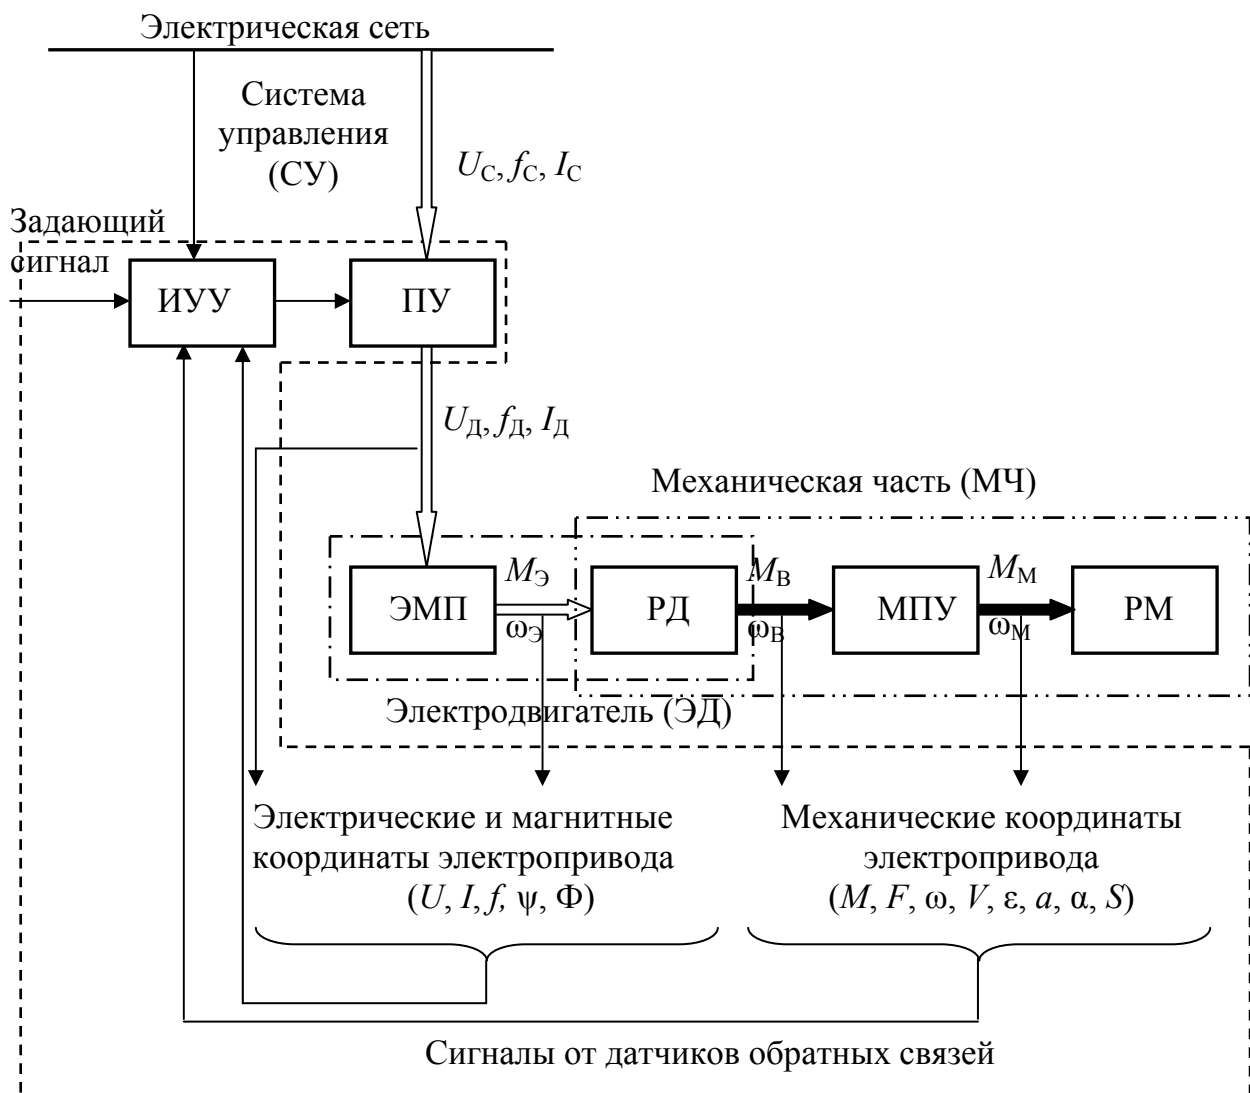 Электрическая сеть
Система
управления
(СУ)
U_С, f_С, I_С
Задающий
сигнал
ИУУ
ПУ
U_Д, f_Д, I_Д
Механическая часть (МЧ)
M_Э
M_В
M_М
ЭМП
РД
МПУ
РМ
ω_Э
ω_В
ω_М
Электродвигатель (ЭД)
Электрические и магнитные
координаты электропривода
(U, I, f, ψ, Ф)
Механические координаты
электропривода
(M, F, ω, V, ε, a, α, S)
Сигналы от датчиков обратных связей